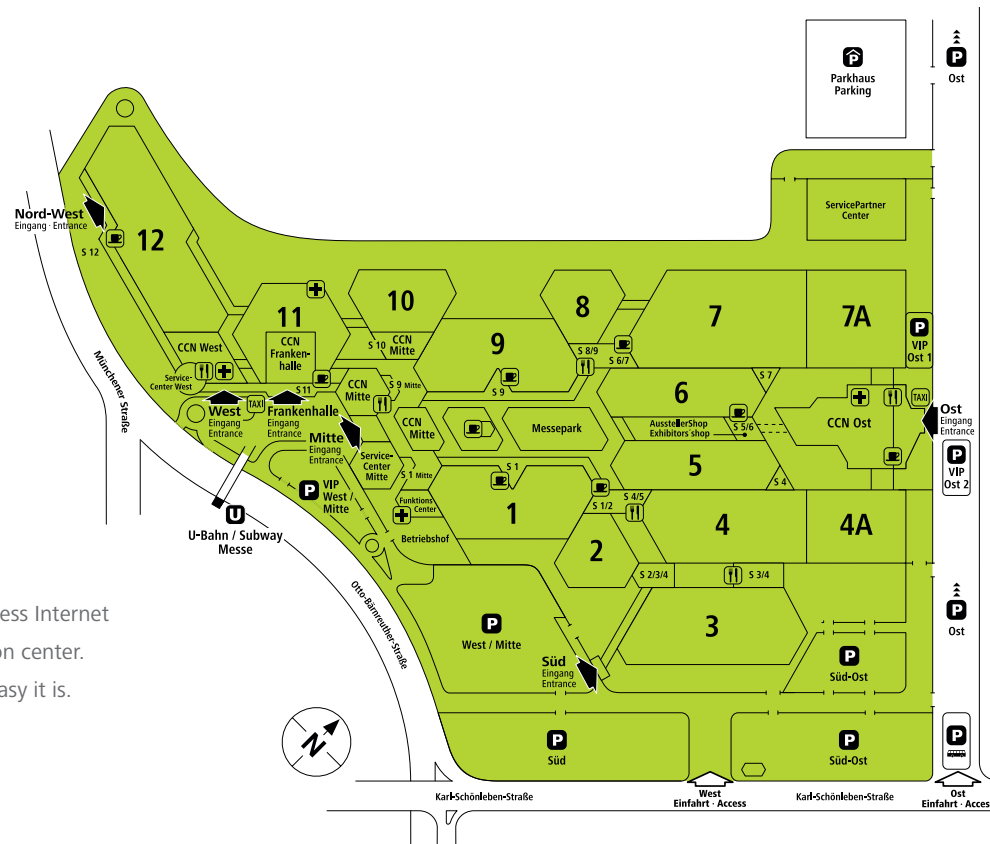 P
Ost
P
Parkhaus
Parking
ServicePartner
Center
Nord-West
Eingang · Entrance
S 12
12
11
CCN
Franken-
halle
10
S 10
CCN
Mitte
9
S 9
8
S 8/9
S 6/7
7
7A
P
VIP
Ost 1
CCN West
Service-
Center West
S 11
CCN
Mitte
S 9 Mitte
6
S 7
TAXI
West
Eingang
Entrance
TAXI
Frankenhalle
Eingang
Entrance
Mitte
Eingang
Entrance
CCN
Mitte
Messepark
AusstellerShop
Exhibitors'shop
S 5/6
CCN Ost
Ost
Eingang
Entrance
Münchener Straße
Service-
Center
Mitte
S 1 Mitte
S 1
5
S 4
P
VIP
Ost 2
P
VIP
West /
Mitte
Funktions
Center
1
S 1/2
S 4/5
4
4A
U
U-Bahn / Subway
Messe
Betriebshof
2
S 2/3/4
S 3/4
Otto-Bärnreuther-Straße
ess Internet
on center.
asy it is.
P
West / Mitte
3
P
Ost
Süd
Eingang
Entrance
P
Süd-Ost
N
P
Süd
P
Süd-Ost
P
Karl-Schönleben-Straße
West
Einfahrt · Access
Karl-Schönleben-Straße
Ost
Einfahrt · Acces